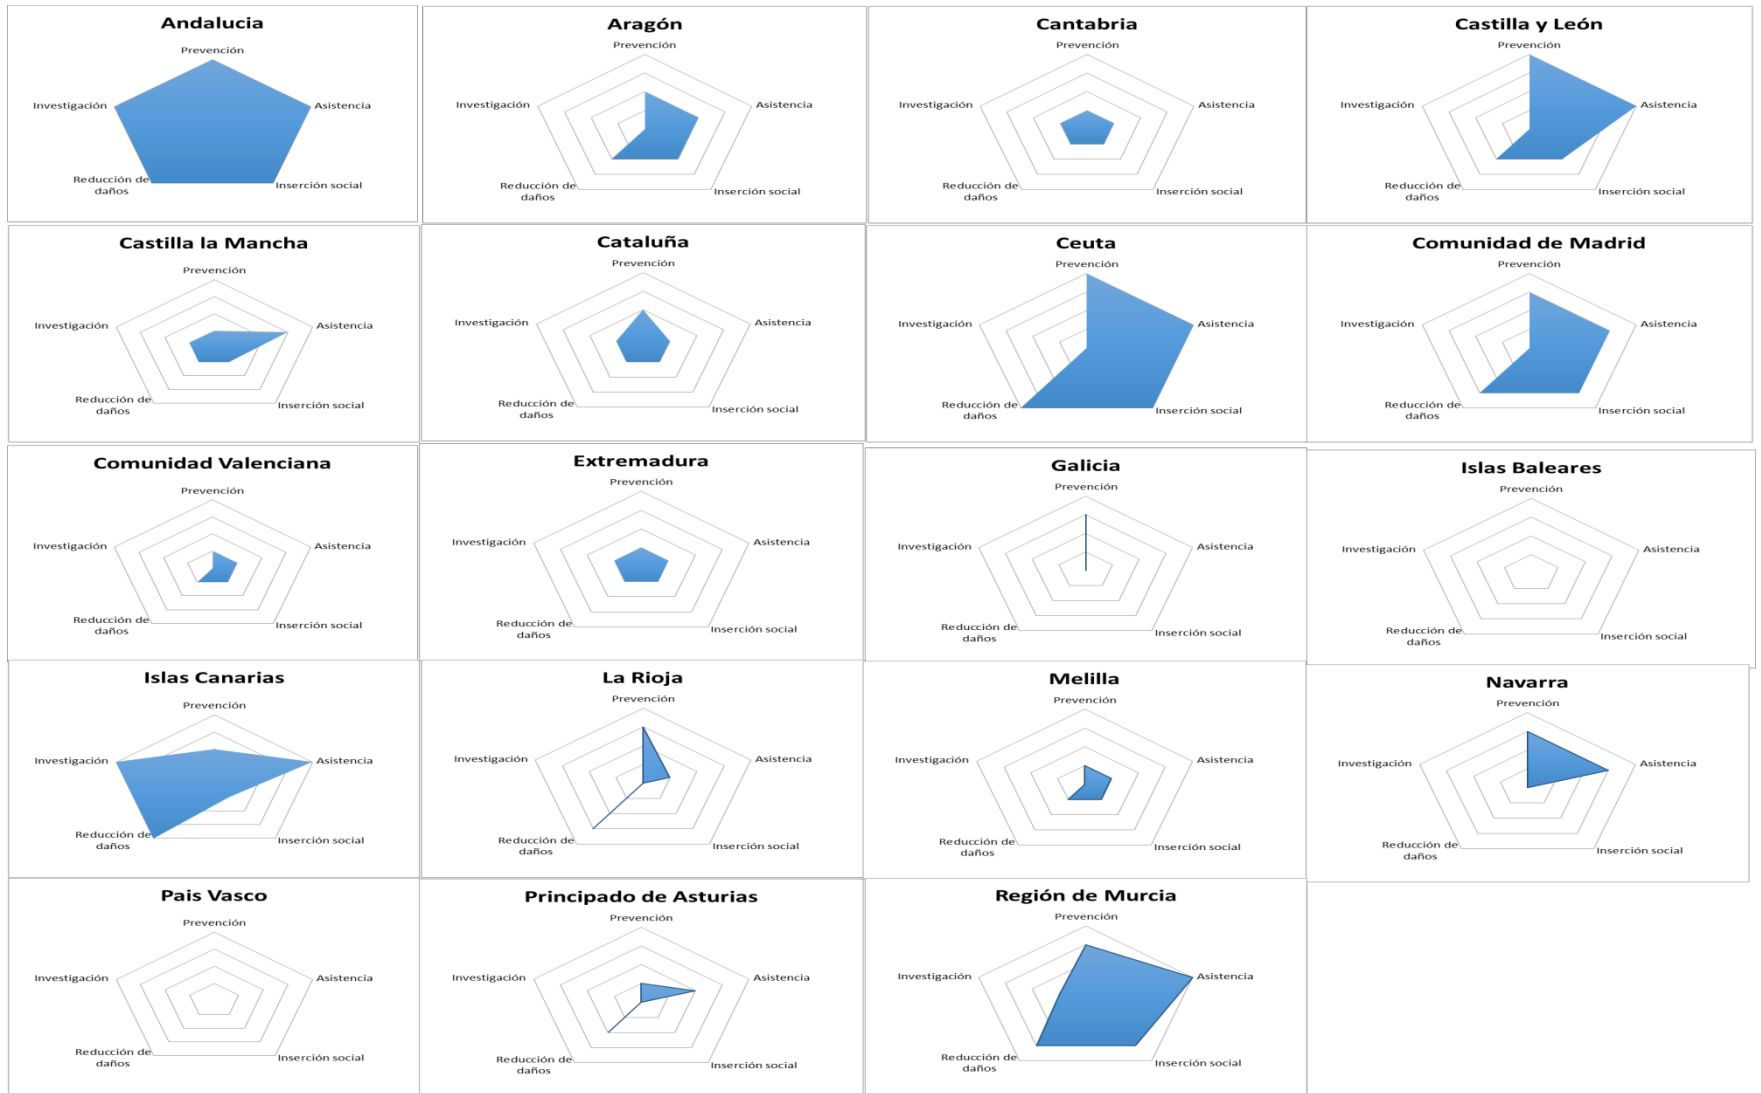 Andalucia
Prevención
Investigación
Asistencia
Reducción de
daños
Inserción social
Aragón
Prevención
Investigación
Asistencia
Reducción de
daños
Inserción social
Cantabria
Prevención
Investigación
Asistencia
Reducción de
daños
Inserción social
Castilla y León
Prevención
Investigación
Asistencia
Reducción de
daños
Inserción social
Castilla la Mancha
Prevención
Investigación
Asistencia
Reducción de
daños
Inserción social
Cataluña
Prevención
Investigación
Asistencia
Reducción de
daños
Inserción social
Ceuta
Prevención
Investigación
Asistencia
Reducción de
daños
Inserción social
Comunidad de Madrid
Prevención
Investigación
Asistencia
Reducción de
daños
Inserción social
Comunidad Valenciana
Prevención
Investigación
Asistencia
Reducción de
daños
Inserción social
Extremadura
Prevención
Investigación
Asistencia
Reducción de
daños
Inserción social
Galicia
Prevención
Investigación
Asistencia
Reducción de
daños
Inserción social
Islas Baleares
Prevención
Investigación
Asistencia
Reducción de
daños
Inserción social
Islas Canarias
Prevención
Investigación
Asistencia
Reducción de
daños
Inserción social
La Rioja
Prevención
Investigación
Asistencia
Reducción de
daños
Inserción social
Melilla
Prevención
Investigación
Asistencia
Reducción de
daños
Inserción social
Navarra
Prevención
Investigación
Asistencia
Reducción de
daños
Inserción social
Pais Vasco
Prevención
Investigación
Asistencia
Reducción de
daños
Inserción social
Principado de Asturias
Prevención
Investigación
Asistencia
Reducción de
daños
Inserción social
Región de Murcia
Prevención
Investigación
Asistencia
Reducción de
daños
Inserción social